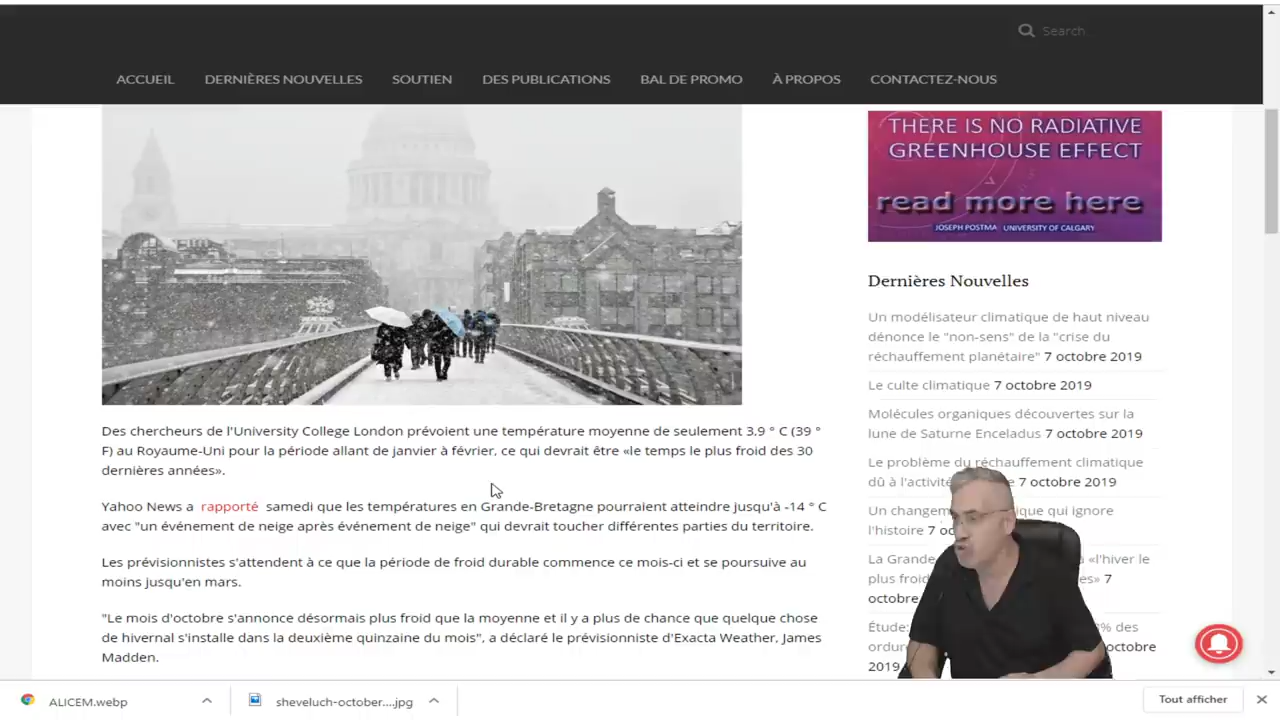 Search
ACCUEIL DERNIÈRES NOUVELLES SOUTIEN DES PUBLICATIONS BAL DE PROMO À PROPOS CONTACTEZ-NOUS
THERE IS NO RADIATIVE
GREENHOUSE EFFECT
read more here
JOSEPH POSTMA UNIVERSITY OF CALGARY
Des chercheurs de l'University College London prévoient une température moyenne de seulement 3,9 ° C (39 °
F) au Royaume-Uni pour la période allant de janvier à février, ce qui devrait être «le temps le plus froid des 30
dernières années».
Yahoo News a rapporté samedi que les températures en Grande-Bretagne pourraient atteindre jusqu'à -14 ° C
avec "un événement de neige après événement de neige" qui devrait toucher différentes parties du territoire.
Les prévisionnistes s'attendent à ce que la période de froid durable commence ce mois-ci et se poursuive au
moins jusqu'en mars.
"Le mois d'octobre s'annonce désormais plus froid que la moyenne et il y a plus de chance que quelque chose
de hivernal s'installe dans la deuxième quinzaine du mois", a déclaré le prévisionniste d'Exacta Weather, James
Madden.
Dernières Nouvelles
Un modélisateur climatique de haut niveau
dénonce le "non-sens" de la "crise du
réchauffement planétaire" 7 octobre 2019
Le culte climatique 7 octobre 2019
Molécules organiques découvertes sur la
lune de Saturne Enceladus 7 octobre 2019
Le problème du réchauffement climatique
dû à 7 octobre 2019
Un que qui ignore
l'histoire 7
La Grande «l'hiver le
plus froid 7
octobre
Étude: % des
octobre
2019
ALICEM.webp
sheveluch-october....jpg
Tout afficher